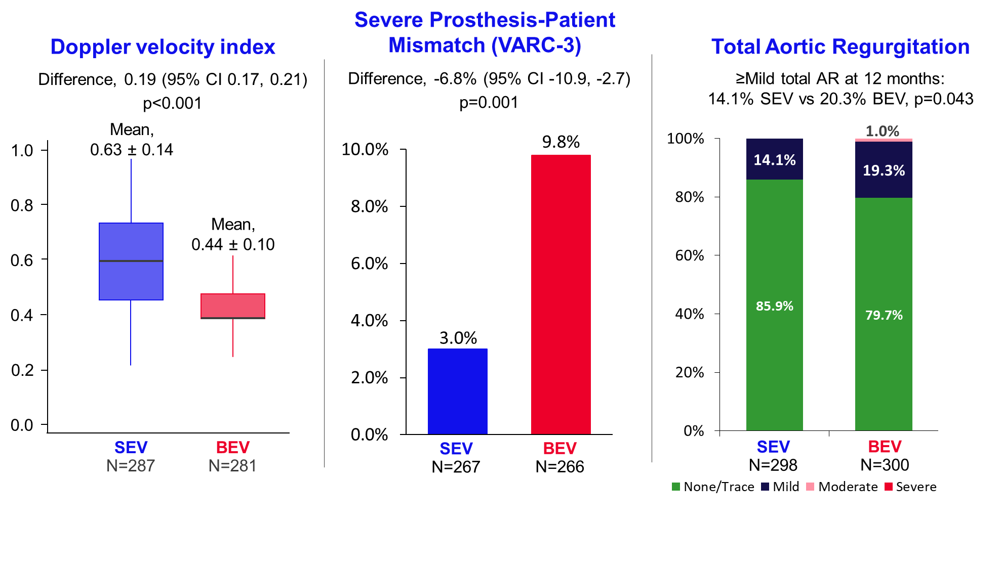 Doppler velocity index
Difference, 0.19 (95% CI 0.17, 0.21)
p<0.001
Mean,
0.63 ± 0.14
Mean,
0.44 ± 0.10
1.0
0.8
0.6
0.4
0.2
0.0
SEV
BEV
N=287
N=281
Severe Prosthesis-Patient
Mismatch (VARC-3)
Difference, -6.8% (95% CI -10.9, -2.7)
p=0.001
10.0%
8.0%
6.0%
4.0%
2.0%
0.0%
3.0%
9.8%
SEV
BEV
N=267
N=266
Total Aortic Regurgitation
≥Mild total AR at 12 months:
14.1% SEV vs 20.3% BEV, p=0.043
100%
80%
60%
40%
20%
0%
14.1%
85.9%
1.0%
19.3%
79.7%
SEV
BEV
N=298
N=300
None/Trace Mild Moderate Severe